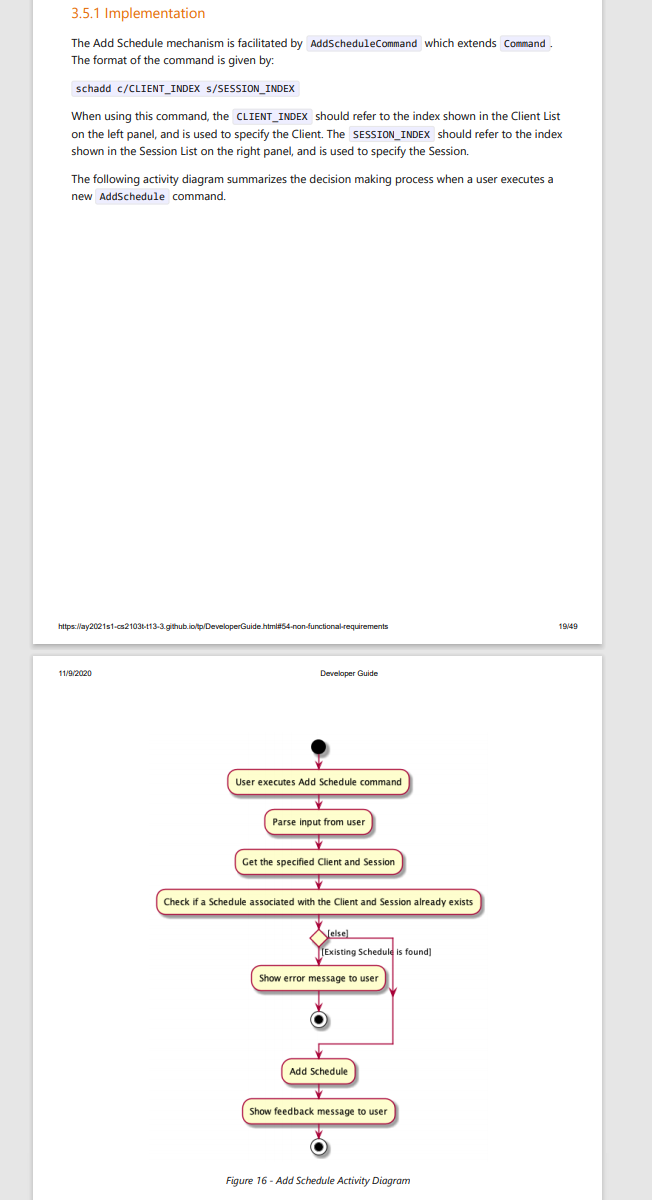 3.5.1 Implementation
The Add Schedule mechanism is facilitated by AddScheduleCommand which extends Command .
The format of the command is given by:
schadd c/CLIENT_INDEX s/SESSION_INDEX
When using this command, the CLIENT_INDEX should refer to the index shown in the Client List
on the left panel, and is used to specify the Client. The SESSION_INDEX should refer to the index
shown in the Session List on the right panel, and is used to specify the Session.
The following activity diagram summarizes the decision making process when a user executes a
new AddSchedule command.
https://ay2021s1-cs2103t-t13-3.github.io/tp/DeveloperGuide.html#54-non-functional-requirements 19/49
11/9/2020 Developer Guide
User executes Add Schedule command
Parse input from user
Get the specified Client and Session
Check if a Schedule associated with the Client and Session already exists
[else]
[Existing Schedule is found]
Show error message to user
Add Schedule
Show feedback message to user
Figure 16 - Add Schedule Activity Diagram